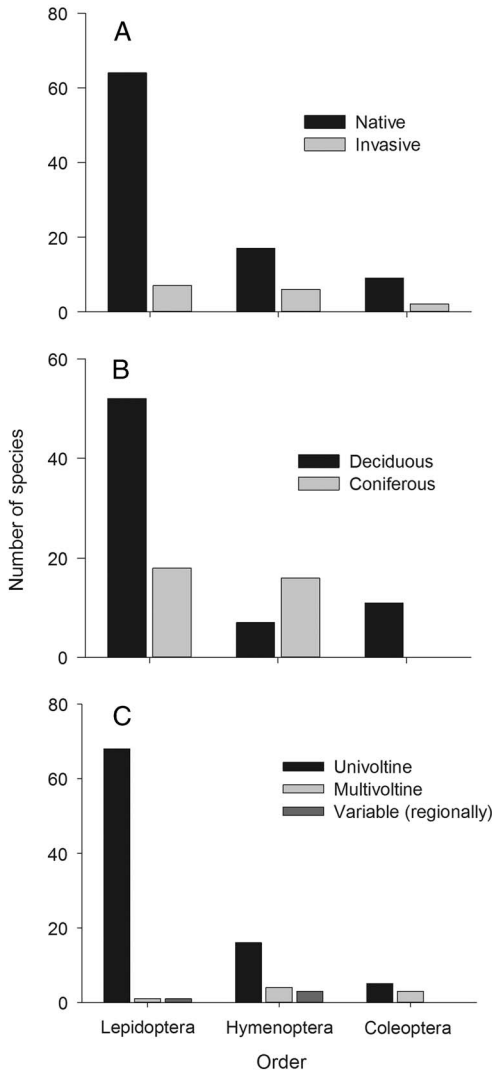 80
A
60
40
20
0
Native
Invasive
60
B
40
20
0
Deciduous
Coniferous
Number of species
80
C
60
40
20
0
Univoltine
Multivoltine
Variable (regionally)
Lepidoptera Hymenoptera Coleoptera
Order